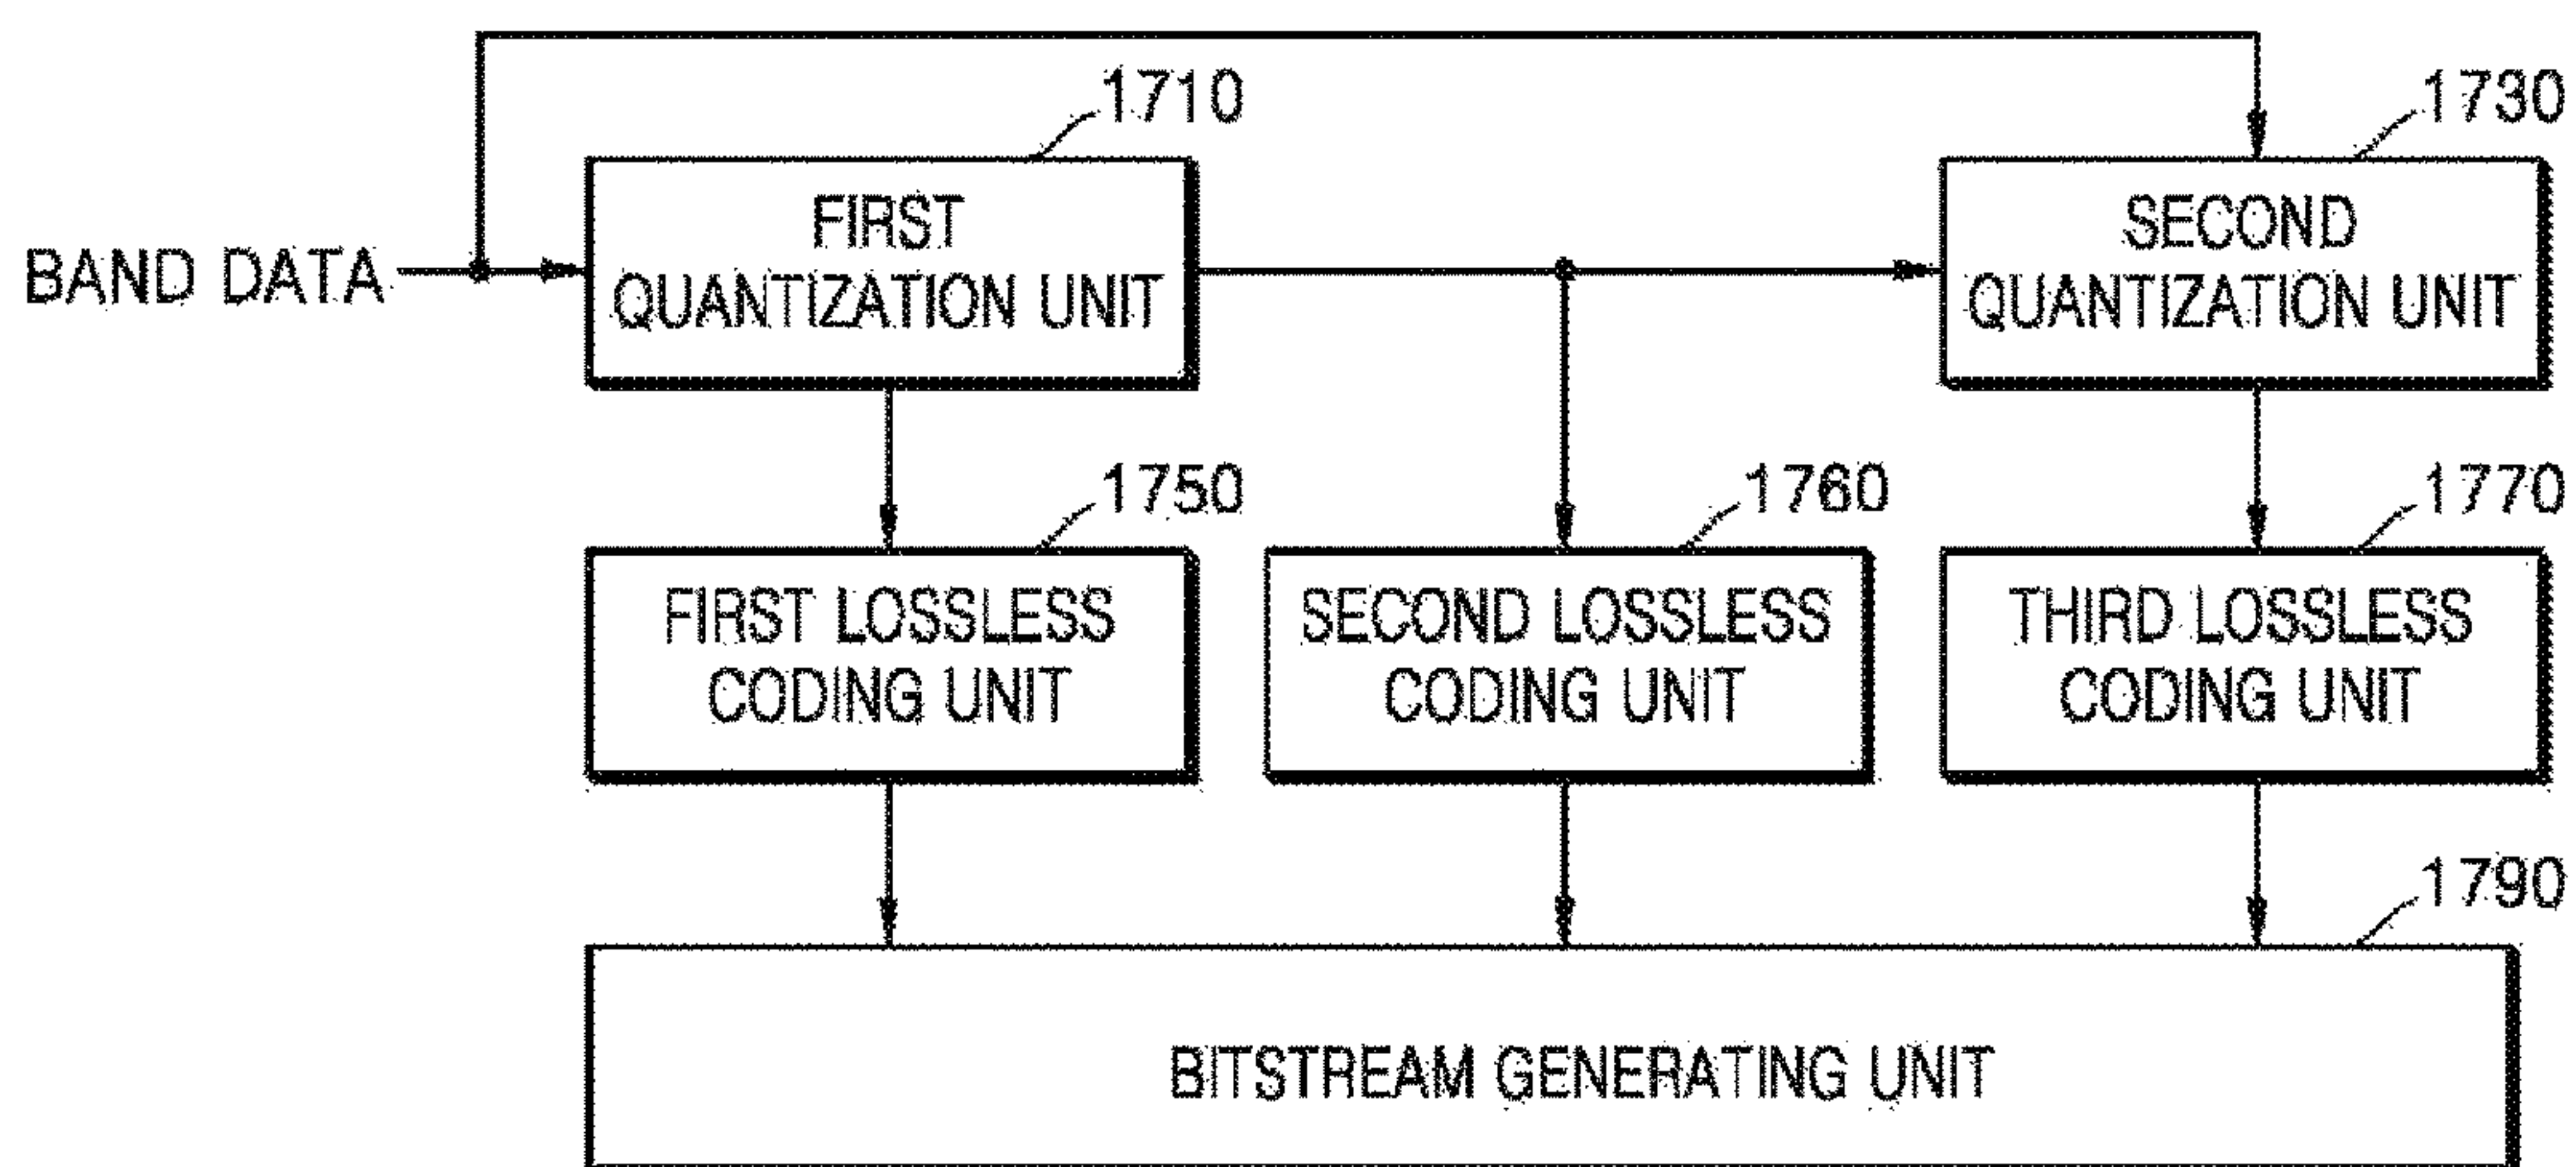 1710
1730
FIRST
QUANTIZATION UNIT
SECOND
QUANTIZATION UNIT
BAND DATA
1750
1760
1770
FIRST LOSSLESS
CODING UNIT
SECOND LOSSLESS
CODING UNIT
THIRD LOSSLESS
CODING UNIT
1790
BITSTREAM GENERATING UNIT